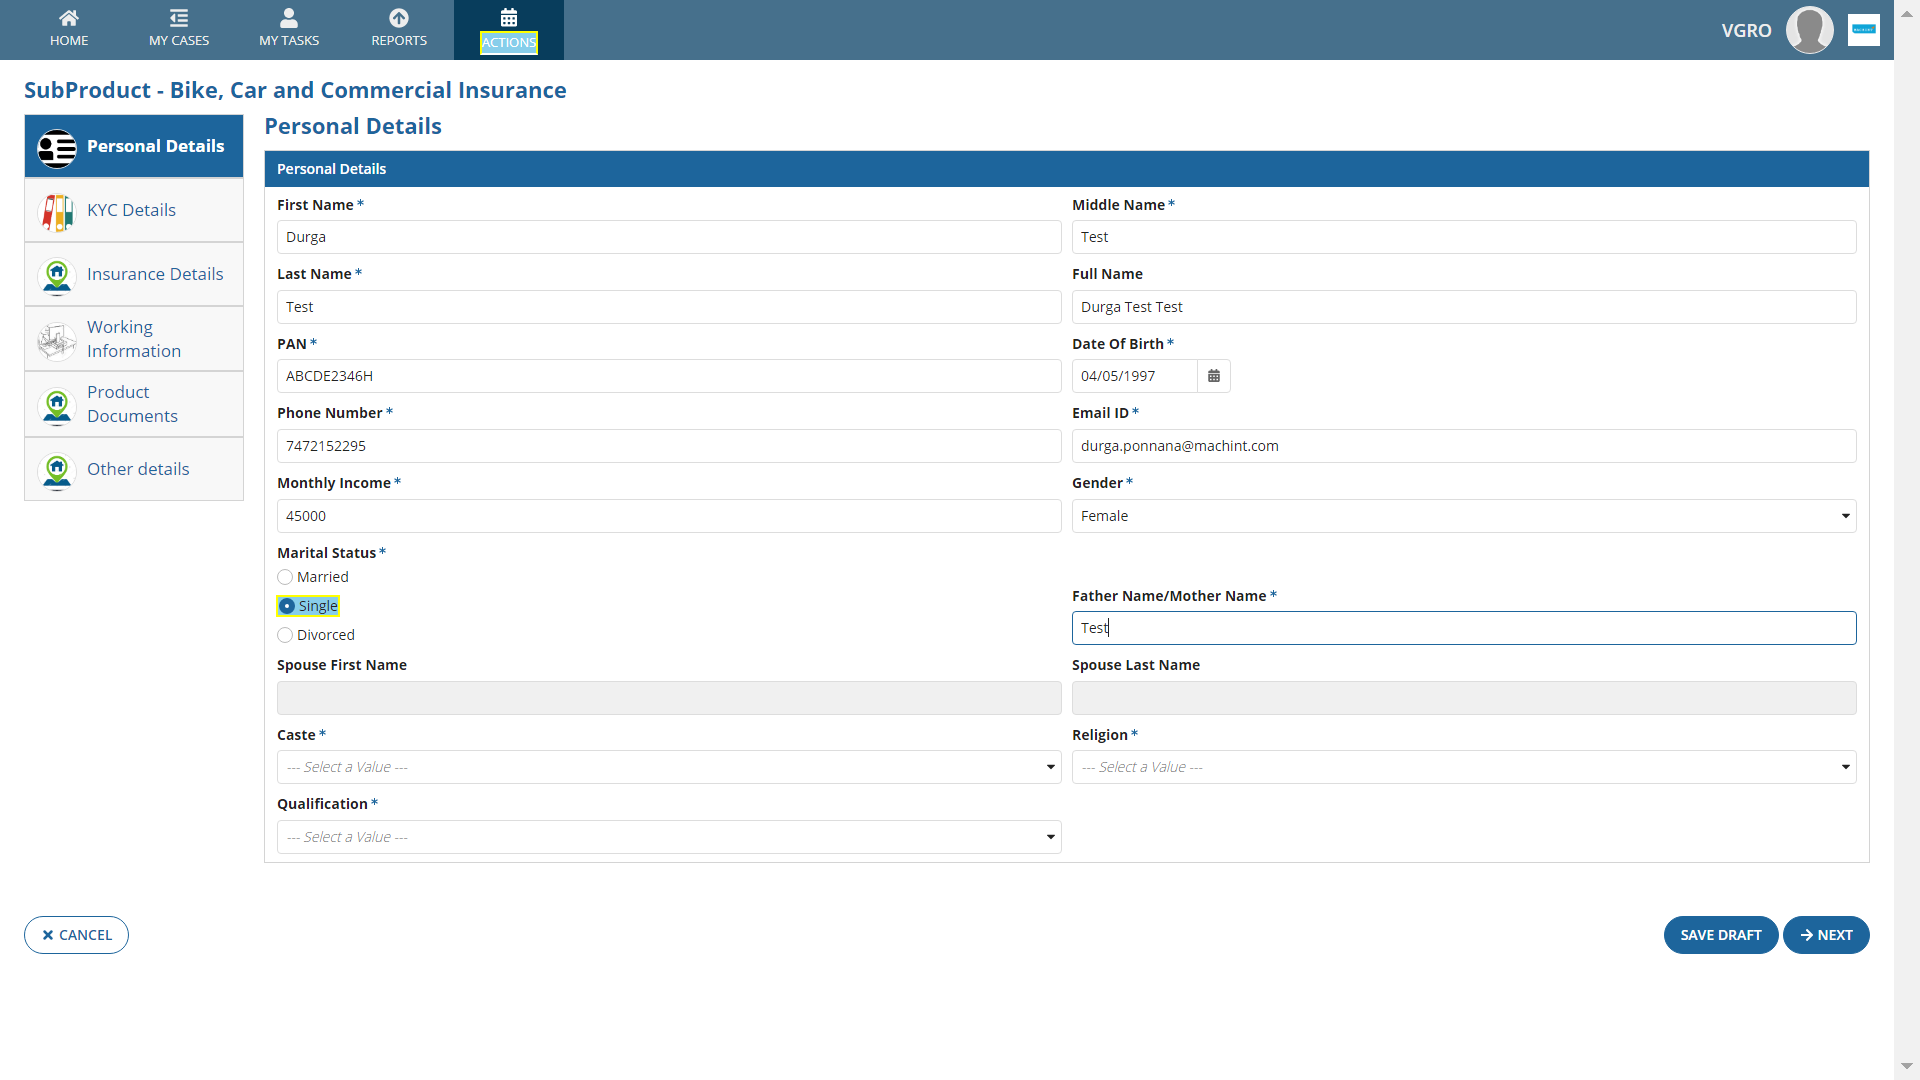 HOME
MY CASES
MY TASKS
REPORTS
ACTIONS
VGRO
SubProduct - Bike, Car and Commercial Insurance
Personal Details
KYC Details
Insurance Details
Working
Information
Product
Documents
Other details
Personal Details
Personal Details
First Name *
Durga
Middle Name *
Test
Last Name *
Test
Full Name
Durga Test Test
PAN *
ABCDE2346H
Date Of Birth *
04/05/1997
Phone Number *
7472152295
Email ID *
durga.ponnana@machint.com
Monthly Income *
45000
Gender *
Female
Marital Status *
Married
Single
Divorced
Father Name/Mother Name *
Test
Spouse First Name
Spouse Last Name
Caste *
--- Select a Value ---
Religion *
--- Select a Value ---
Qualification *
--- Select a Value ---
CANCEL
SAVE DRAFT
NEXT